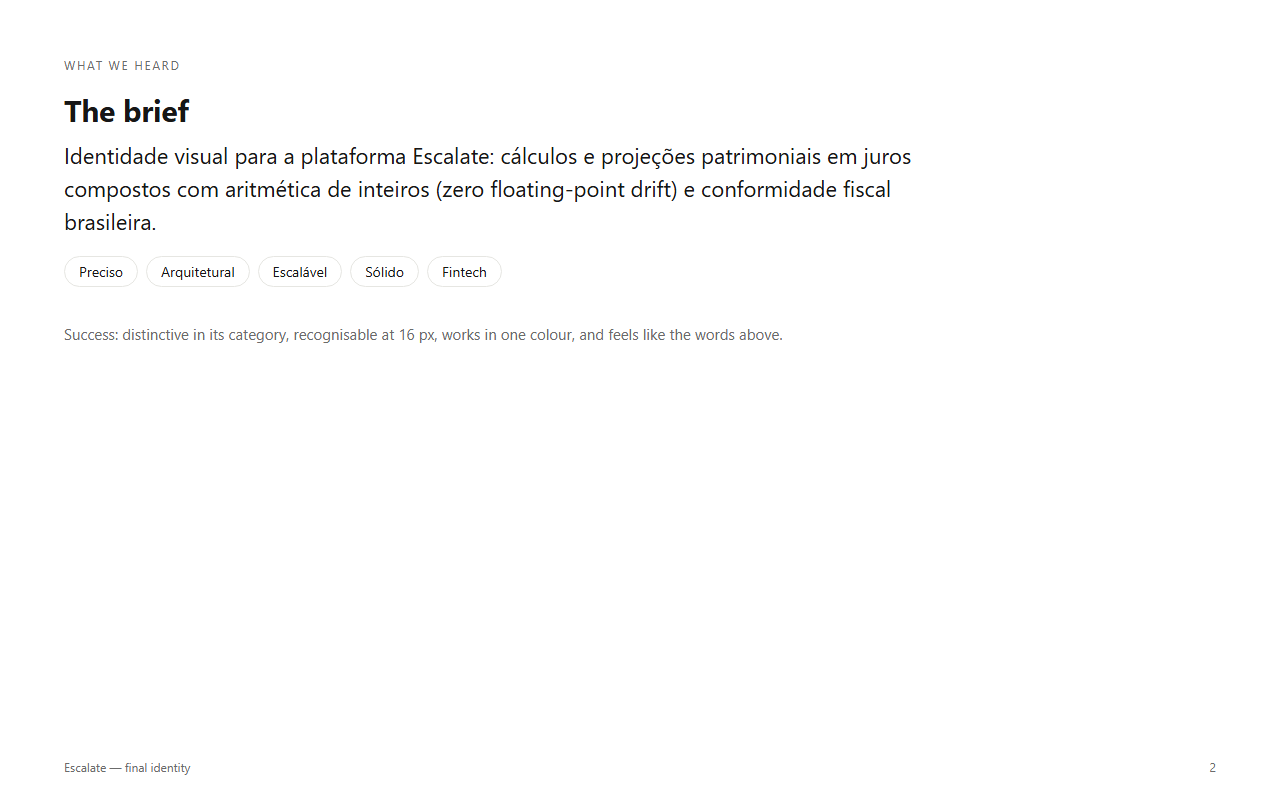 WHAT WE HEARD
The brief
Identidade visual para a plataforma Escalate: cálculos e projeções patrimoniais em juros
compostos com aritmética de inteiros (zero floating-point drift) e conformidade fiscal
brasileira.
Preciso
Arquitetural
Escalável
Sólido
Fintech
Success: distinctive in its category, recognisable at 16 px, works in one colour, and feels like the words above.
Escalate — final identity
2